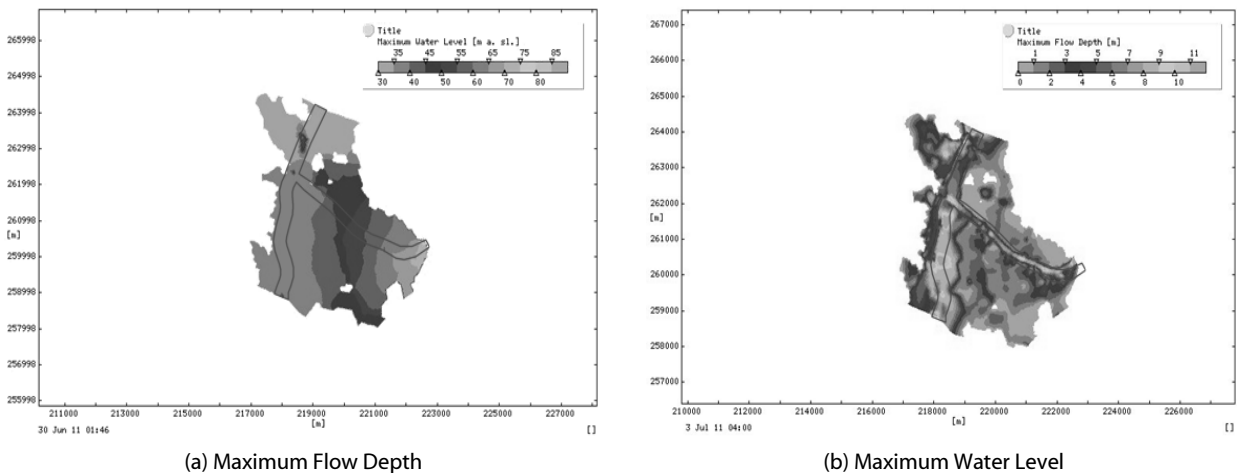 Title
Maximum Water Level [m a. sl.]
35 45 55 65 75 85
30 40 50 60 80
265998
264998
263998
262998
261998
260998
[m]
259998
258998
257998
256998
255998
211000 213000 215000 217000 219000 221000 223000 225000 227000
[m]
30 Jun 11 01:46 []
(a) Maximum Flow Depth
Title
Maximum Flow Depth [m]
1 3 5 7 9 11
0 2 4 6 8 10
267000
266000
265000
264000
263000
262000
[m]
261000
260000
259000
258000
257000
210000 212000 214000 216000 218000 220000 222000 224000 226000
[m]
3 Jul 11 04:00 []
(b) Maximum Water Level